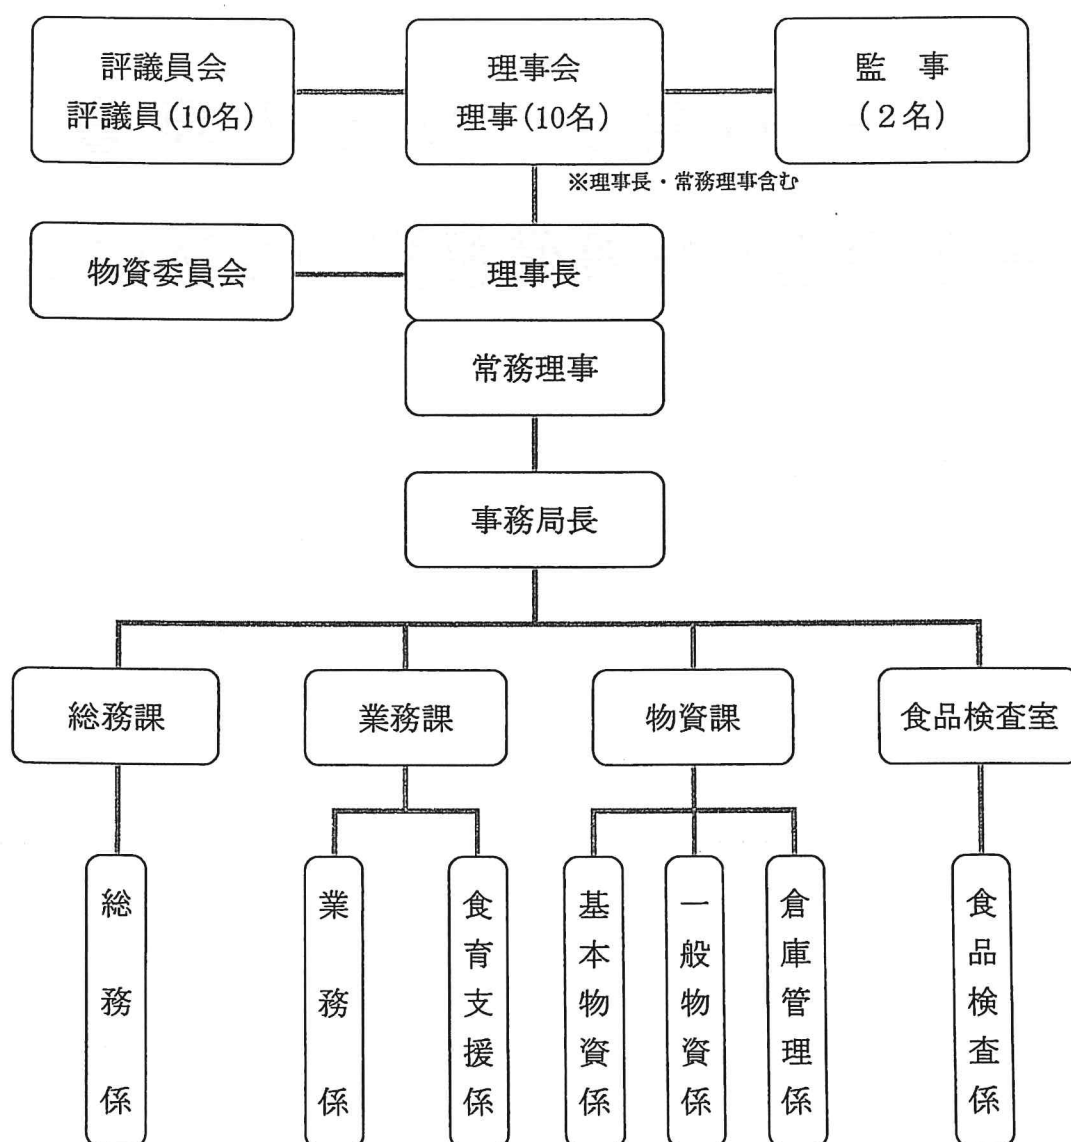 評議員会
評議員(10名)
理事会
理事(10名)
監　事
(２名)
※理事長・常務理事含む
物資委員会
理事長
常務理事
事務局長
総務課
業務課
物資課
食品検査室
総務係
業務係
食育支援係
基本物資係
一般物資係
倉庫管理係
食品検査係